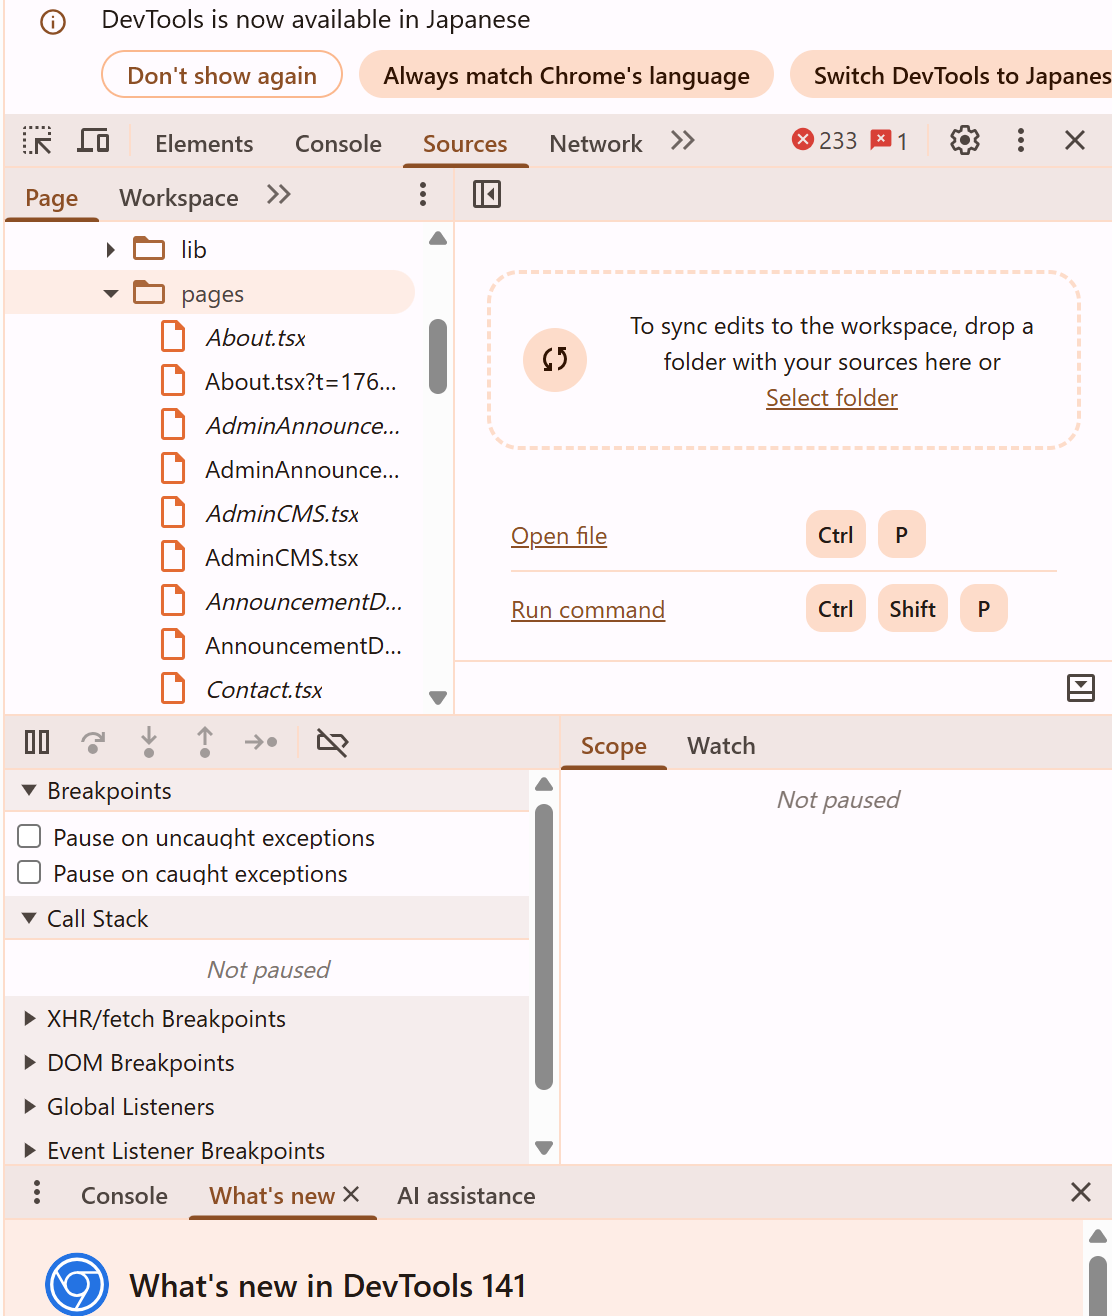 DevTools is now available in Japanese
Don't show again
Always match Chrome's language
Switch DevTools to Japanes
Elements
Console
Sources
Network
233
1
Page
Workspace
lib
pages
About.tsx
About.tsx?t=176...
AdminAnnounce...
AdminAnnounce...
AdminCMS.tsx
AdminCMS.tsx
AnnouncementD...
AnnouncementD...
Contact.tsx
To sync edits to the workspace, drop a
folder with your sources here or
Select folder
Open file
Ctrl P
Run command
Ctrl Shift P
Breakpoints
Pause on uncaught exceptions
Pause on caught exceptions
Call Stack
Not paused
XHR/fetch Breakpoints
DOM Breakpoints
Global Listeners
Event Listener Breakpoints
Scope
Watch
Not paused
Console
What's new
AI assistance
What's new in DevTools 141